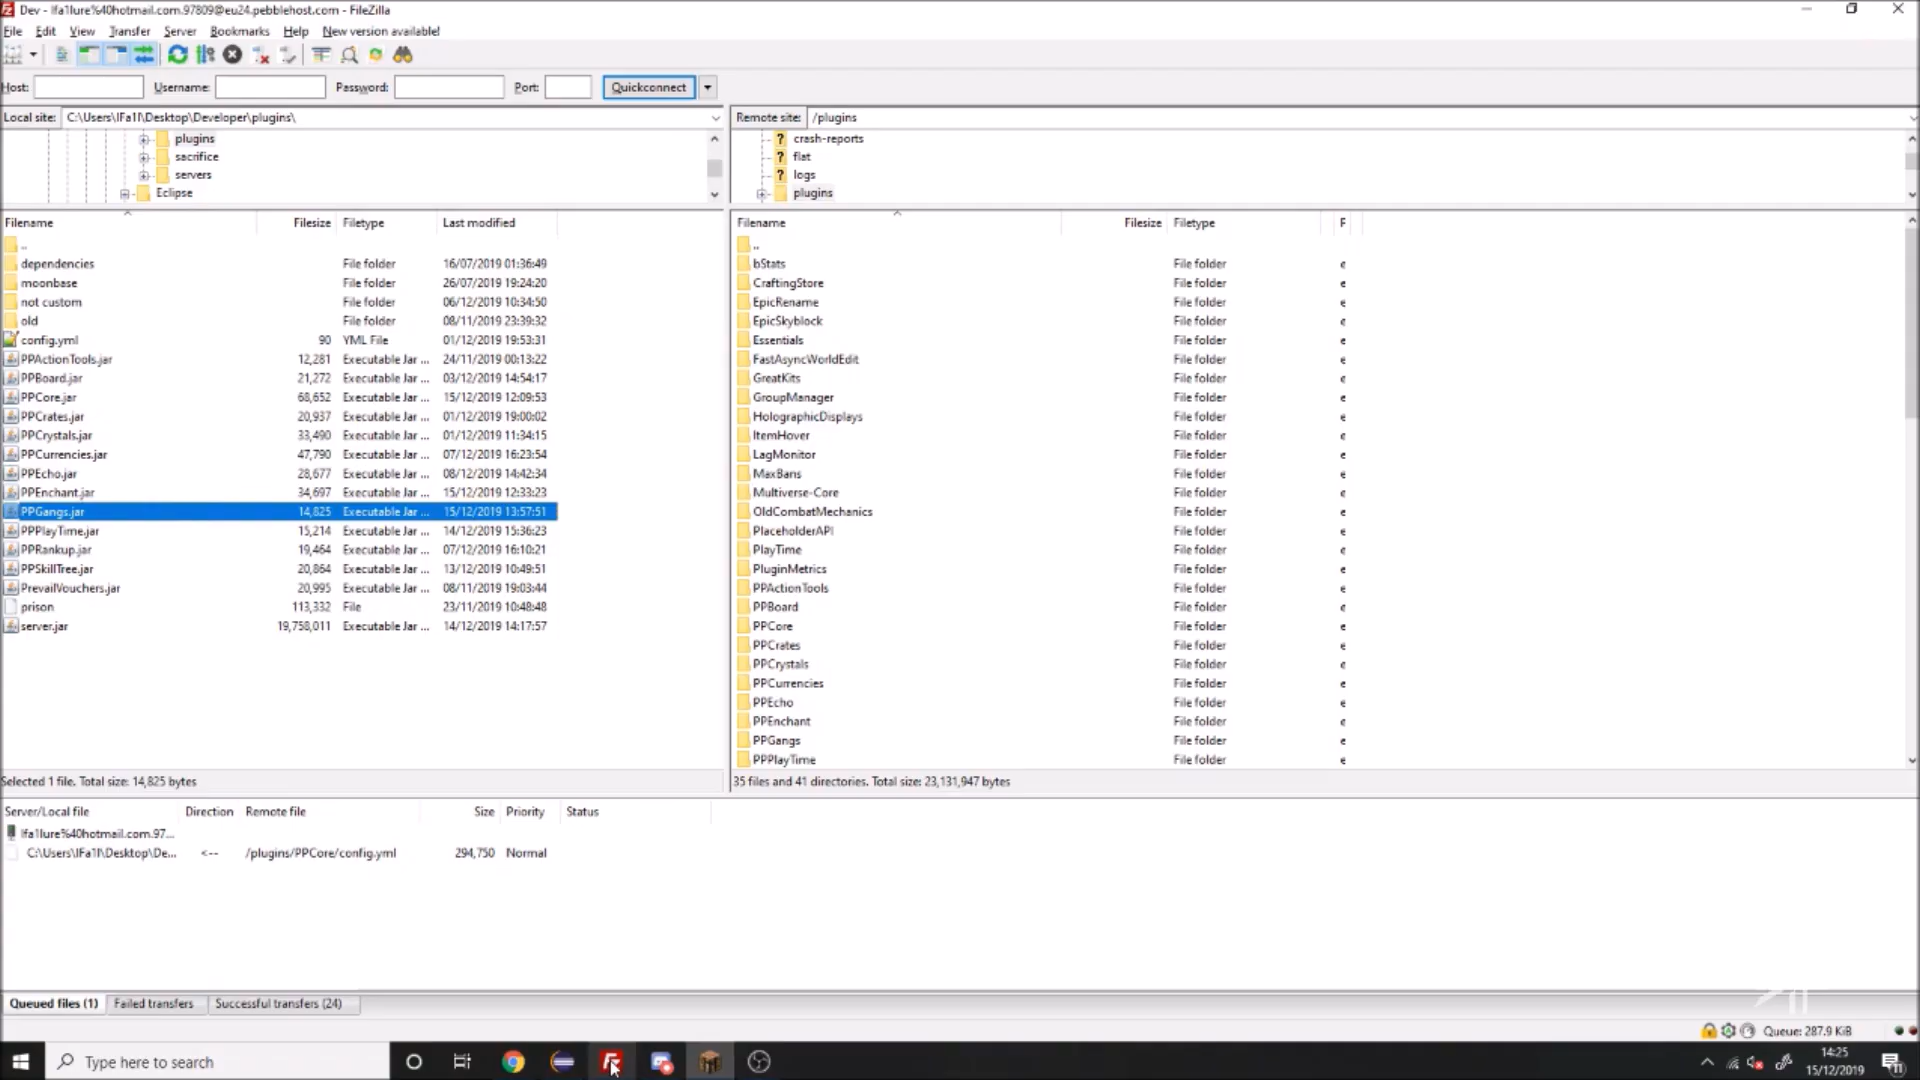 Dev - lfa1lure%40hotmail.com.97809@eu24.pebblehost.com - FileZilla
File Edit View Transfer Server Bookmarks Help New version available!
Host: Username: Password: Port: Quickconnect
Local site: C:\Users\lFa1l\Desktop\Developer\plugins\
plugins
sacrifice
servers
Eclipse
Remote site: /plugins
crash-reports
flat
logs
plugins
Filename Filesize Filetype Last modified
..
dependencies File folder 16/07/2019 01:36:49
moonbase File folder 26/07/2019 19:24:20
not custom File folder 06/12/2019 10:34:50
old File folder 08/11/2019 23:39:32
config.yml 90 YML File 01/12/2019 19:53:31
PPActionTools.jar 12,281 Executable Jar ... 24/11/2019 00:13:22
PPBoard.jar 21,272 Executable Jar ... 03/12/2019 14:54:17
PPCore.jar 68,652 Executable Jar ... 15/12/2019 12:09:53
PPCrates.jar 20,937 Executable Jar ... 01/12/2019 19:00:02
PPCrystals.jar 33,490 Executable Jar ... 01/12/2019 11:34:15
PPCurrencies.jar 47,790 Executable Jar ... 07/12/2019 16:23:54
PPEcho.jar 28,677 Executable Jar ... 08/12/2019 14:42:34
PPEnchant.jar 34,697 Executable Jar ... 15/12/2019 12:33:23
PPGangs.jar 14,825 Executable Jar ... 15/12/2019 13:57:51
PPPlayTime.jar 15,214 Executable Jar ... 14/12/2019 15:36:23
PPRankup.jar 19,464 Executable Jar ... 07/12/2019 16:10:21
PPSkillTree.jar 20,864 Executable Jar ... 13/12/2019 10:49:51
PrevailVouchers.jar 20,995 Executable Jar ... 08/11/2019 19:03:44
prison 113,332 File 23/11/2019 10:48:48
server.jar 19,758,011 Executable Jar ... 14/12/2019 14:17:57
Selected 1 file. Total size: 14,825 bytes
Filename Filesize Filetype F
..
bStats File folder e
CraftingStore File folder e
EpicRename File folder e
EpicSkyblock File folder e
Essentials File folder e
FastAsyncWorldEdit File folder e
GreatKits File folder e
GroupManager File folder e
HolographicDisplays File folder e
ItemHover File folder e
LagMonitor File folder e
MaxBans File folder e
Multiverse-Core File folder e
OldCombatMechanics File folder e
PlaceholderAPI File folder e
PlayTime File folder e
PluginMetrics File folder e
PPActionTools File folder e
PPBoard File folder e
PPCore File folder e
PPCrates File folder e
PPCrystals File folder e
PPCurrencies File folder e
PPEcho File folder e
PPEnchant File folder e
PPGangs File folder e
PPPlayTime File folder e
35 files and 41 directories. Total size: 23,131,947 bytes
Server/Local file Direction Remote file Size Priority Status
lfa1lure%40hotmail.com.97...
C:\Users\lFa1l\Desktop\De... <-- /plugins/PPCore/config.yml 294,750 Normal
Queued files (1) Failed transfers Successful transfers (24)
Queue: 287.9 KiB
Type here to search
14:25
15/12/2019